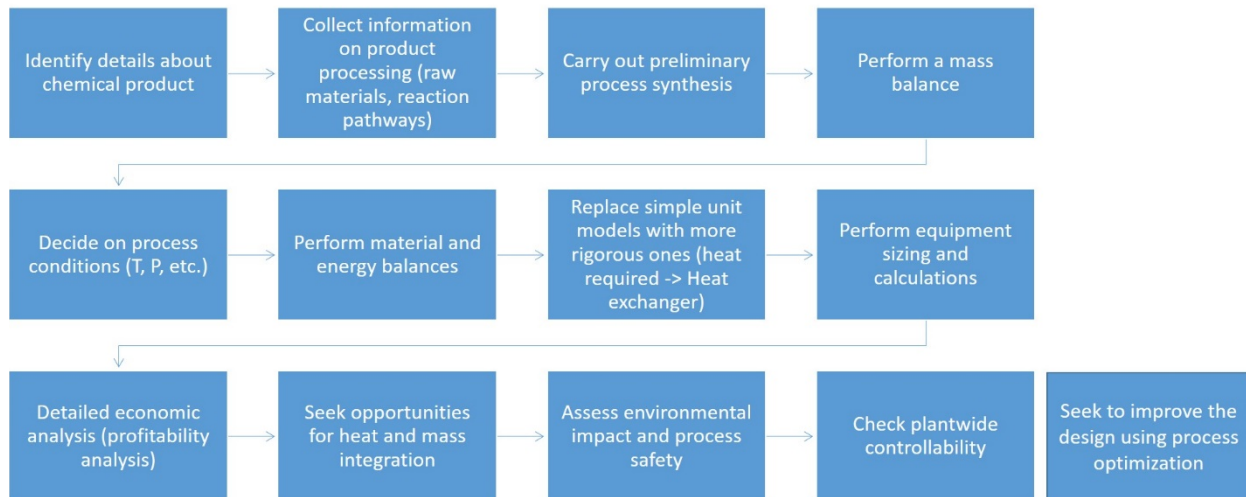 Identify details about
chemical product
Collect information
on product
processing (raw
materials, reaction
pathways)
Carry out preliminary
process synthesis
Perform a mass
balance
Decide on process
conditions (T, P, etc.)
Perform material and
energy balances
Replace simple unit
models with more
rigorous ones (heat
required -> Heat
exchanger)
Perform equipment
sizing and
calculations
Detailed economic
analysis (profitability
analysis)
Seek opportunities
for heat and mass
integration
Assess environmental
impact and process
safety
Check plantwide
controllability
Seek to improve the
design using process
optimization